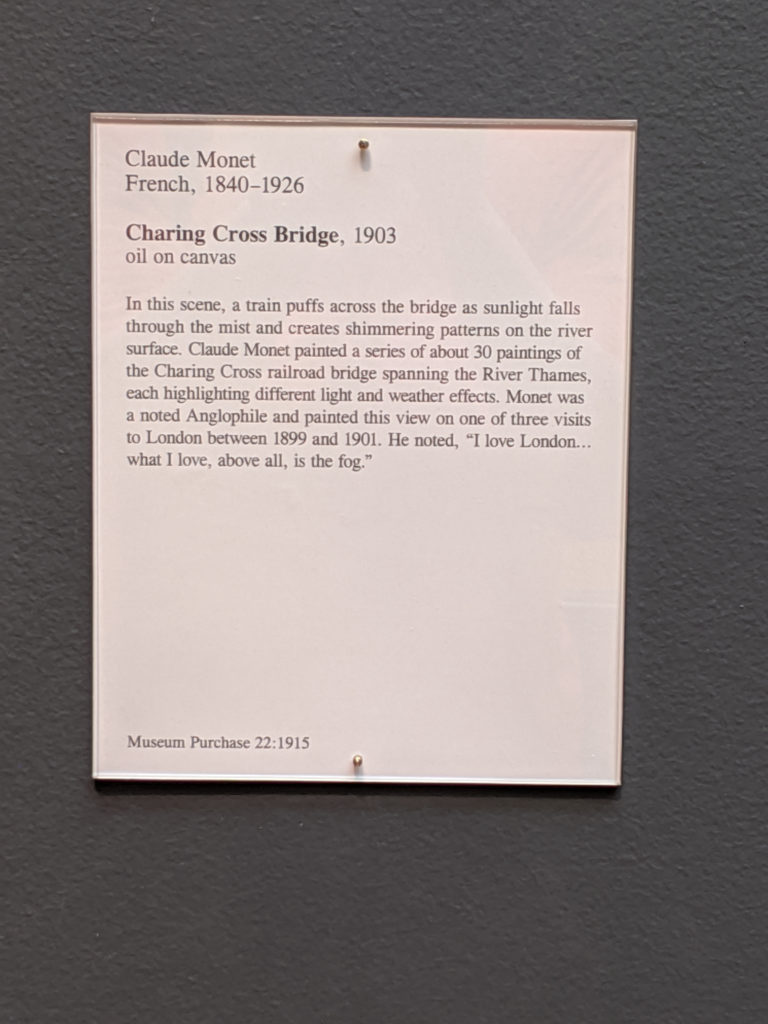 Claude Monet
French, 1840–1926
Charing Cross Bridge, 1903
oil on canvas
In this scene, a train puffs across the bridge as sunlight falls
through the mist and creates shimmering patterns on the river
surface. Claude Monet painted a series of about 30 paintings of
the Charing Cross railroad bridge spanning the River Thames,
each highlighting different light and weather effects. Monet was
a noted Anglophile and painted this view on one of three visits
to London between 1899 and 1901. He noted, “I love London...
what I love, above all, is the fog.”
Museum Purchase 22:1915